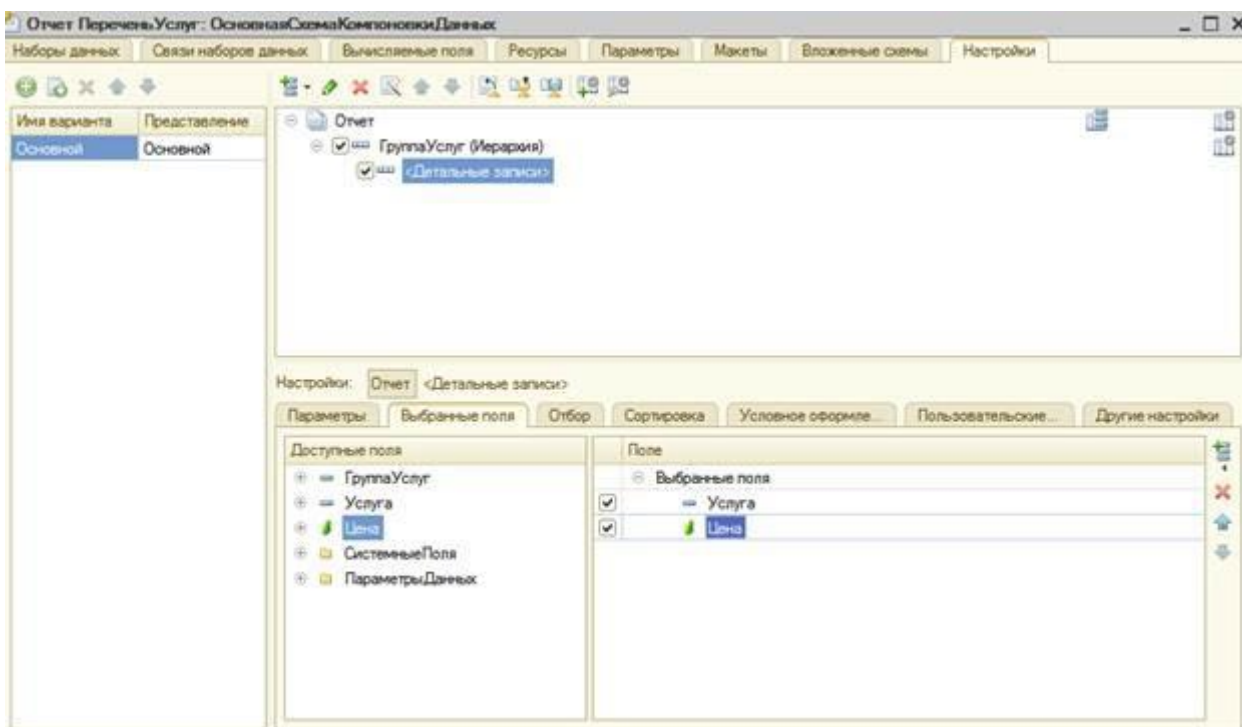 Отчет ПереченьУслуг: ОсновнаяСхемаКомпоновкиДанных
Наборы данных Связи наборов данных Вычисляемые поля Ресурсы Параметры Макеты Вложенные схемы Настройки
Имя варианта Представление
Основной Основной
Отчет
ГруппаУслуг (Иерархия)
<Детальные записи>
Настройки: Отчет <Детальные записи>
Параметры Выбранные поля Отбор Сортировка Условное оформле... Пользовательские... Другие настройки
Доступные поля Поле
ГруппаУслуг Выбранные поля
Услуга Услуга
Цена Цена
СистемныеПоля
ПараметрыДанных